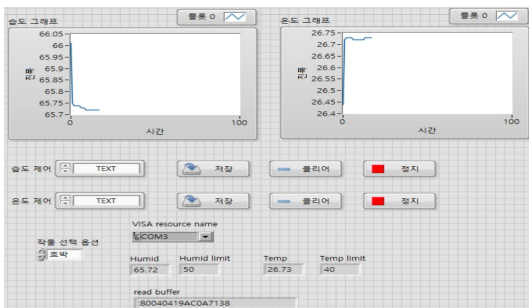 습도 그래프
플롯 0
66.05
66
65.95
65.9
65.85
65.8
65.75
65.7
진폭
0
100
시간
온도 그래프
플롯 0
26.75
26.7
26.65
26.6
26.55
26.5
26.45
26.4
진폭
0
100
시간
습도 제어 TEXT 저장 클리어 정지
온도 제어 TEXT 저장 클리어 정지
VISA resource name
COM3
작물 선택 옵션
호박
Humid Humid limit Temp Temp limit
65.72 50 26.73 40
read buffer
:80040419AC0A7138